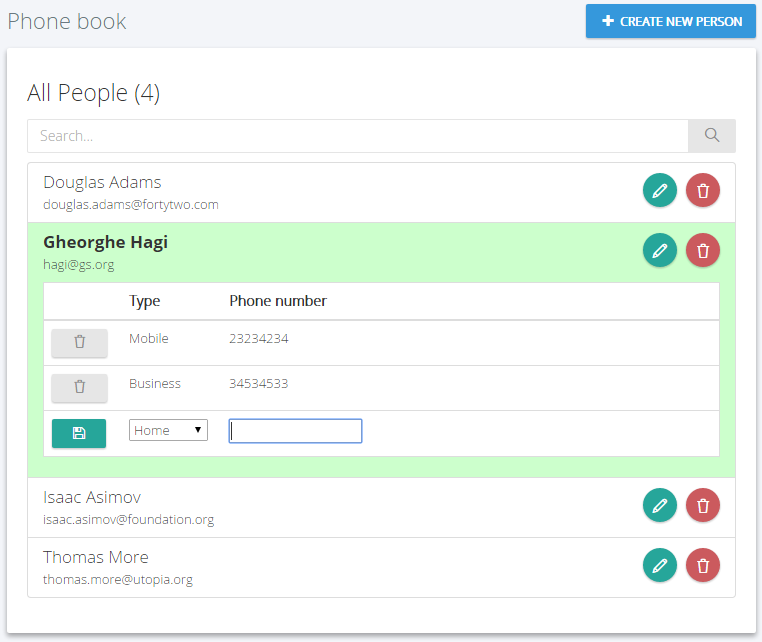 Phone book
CREATE NEW PERSON
All People (4)
Search...
Douglas Adams
douglas.adams@fortytwo.com
Gheorghe Hagi
hagi@gs.org
Type Phone number
Mobile 23234234
Business 34534533
Home
Isaac Asimov
isaac.asimov@foundation.org
Thomas More
thomas.more@utopia.org